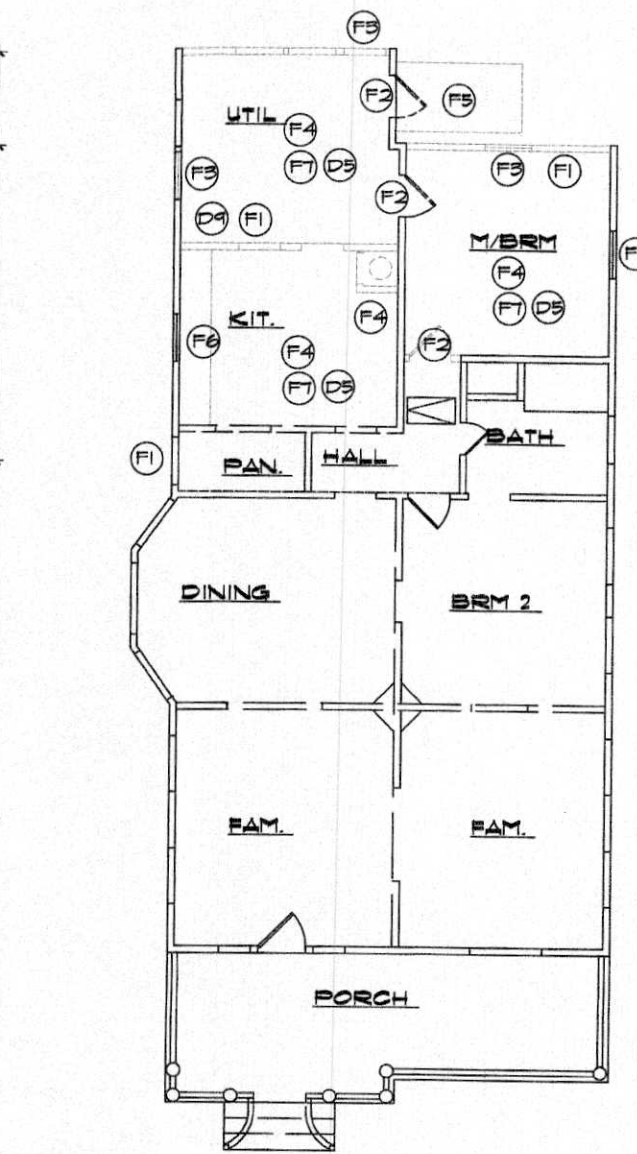 F3
F2
F5
UTIL
F4
F7 D5
F3
F2
F3 F1
D9 F1
M/BRM
F4
F7 D5
KIT.
F4
F6
F4
F2
F7 D5
BATH
F1
PAN.
HALL
DINING
BRM 2
FAM.
FAM.
PORCH